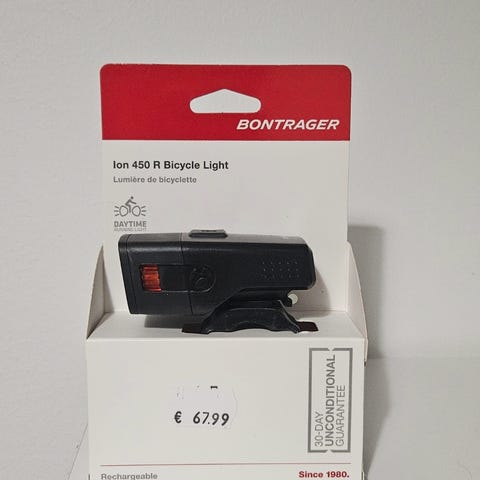 BONTRAGER
Ion 450 R Bicycle Light
Lumière de bicyclette
DAYTIME
RUNNING LIGHT
€ 67.99
30-DAY
UNCONDITIONAL
GUARANTEE
Rechargeable
Since 1980.